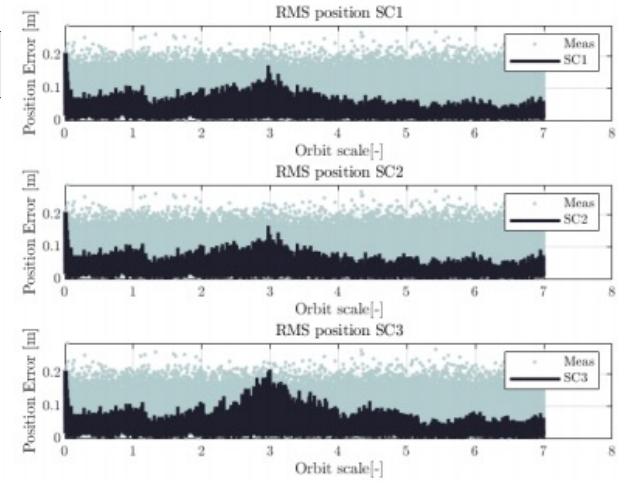 RMS position SC1
Position Error [m]
0.2
0.1
0
Meas
SC1
0 1 2 3 4 5 6 7 8
Orbit scale[-]
RMS position SC2
Position Error [m]
0.2
0.1
0
Meas
SC2
0 1 2 3 4 5 6 7 8
Orbit scale[-]
RMS position SC3
Position Error [m]
0.2
0.1
0
Meas
SC3
0 1 2 3 4 5 6 7 8
Orbit scale[-]